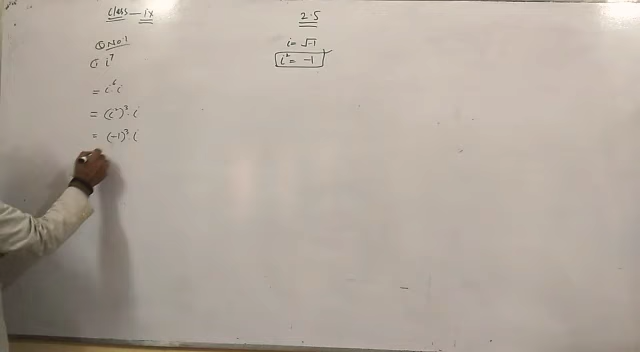 Class — IX
2.5
Q No 1
i = √-1
i² = -1
i⁷
= i⁶·i
= (i²)³·i
= (-1)³·i